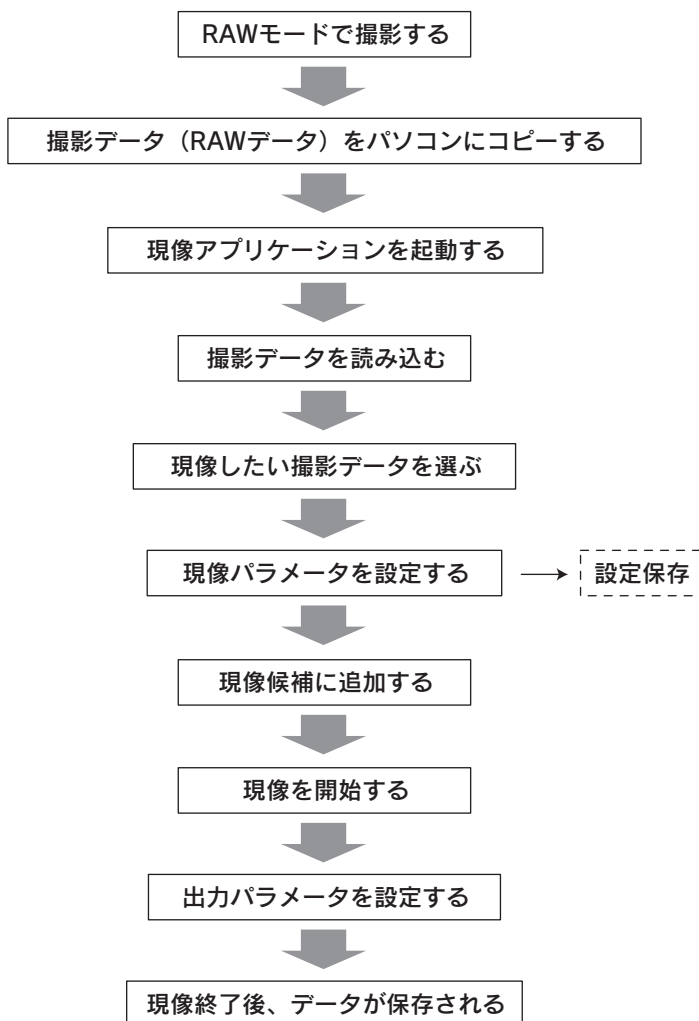 RAWモードで撮影する
撮影データ（RAWデータ）をパソコンにコピーする
現像アプリケーションを起動する
撮影データを読み込む
現像したい撮影データを選ぶ
現像パラメータを設定する
設定保存
現像候補に追加する
現像を開始する
出力パラメータを設定する
現像終了後、データが保存される